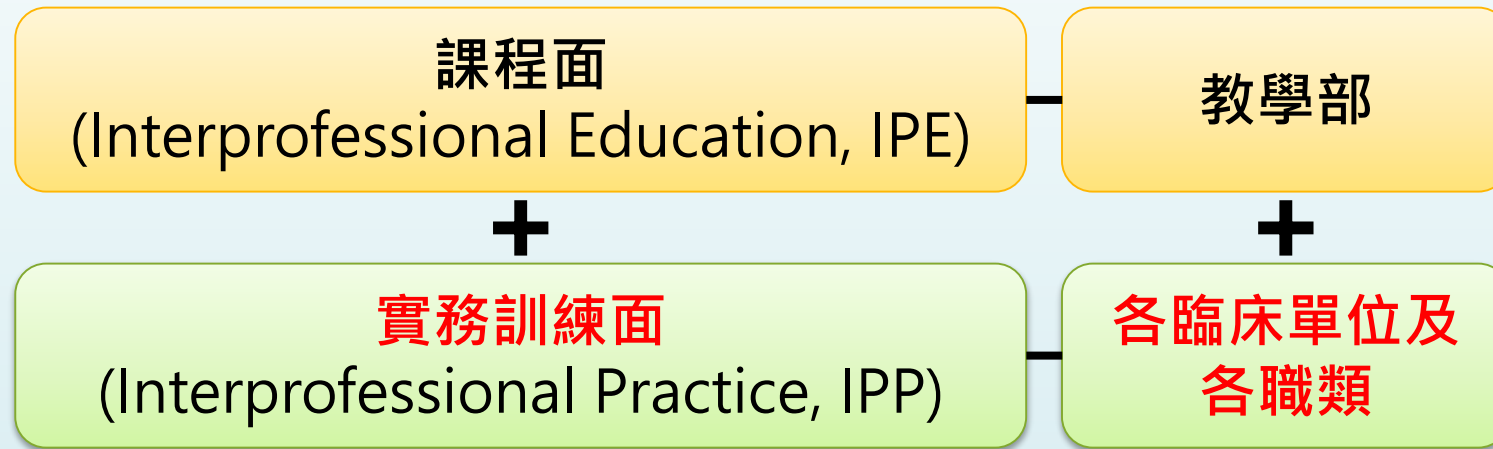 課程面
(Interprofessional Education, IPE)
教學部
實務訓練面
(Interprofessional Practice, IPP)
各臨床單位及
各職類